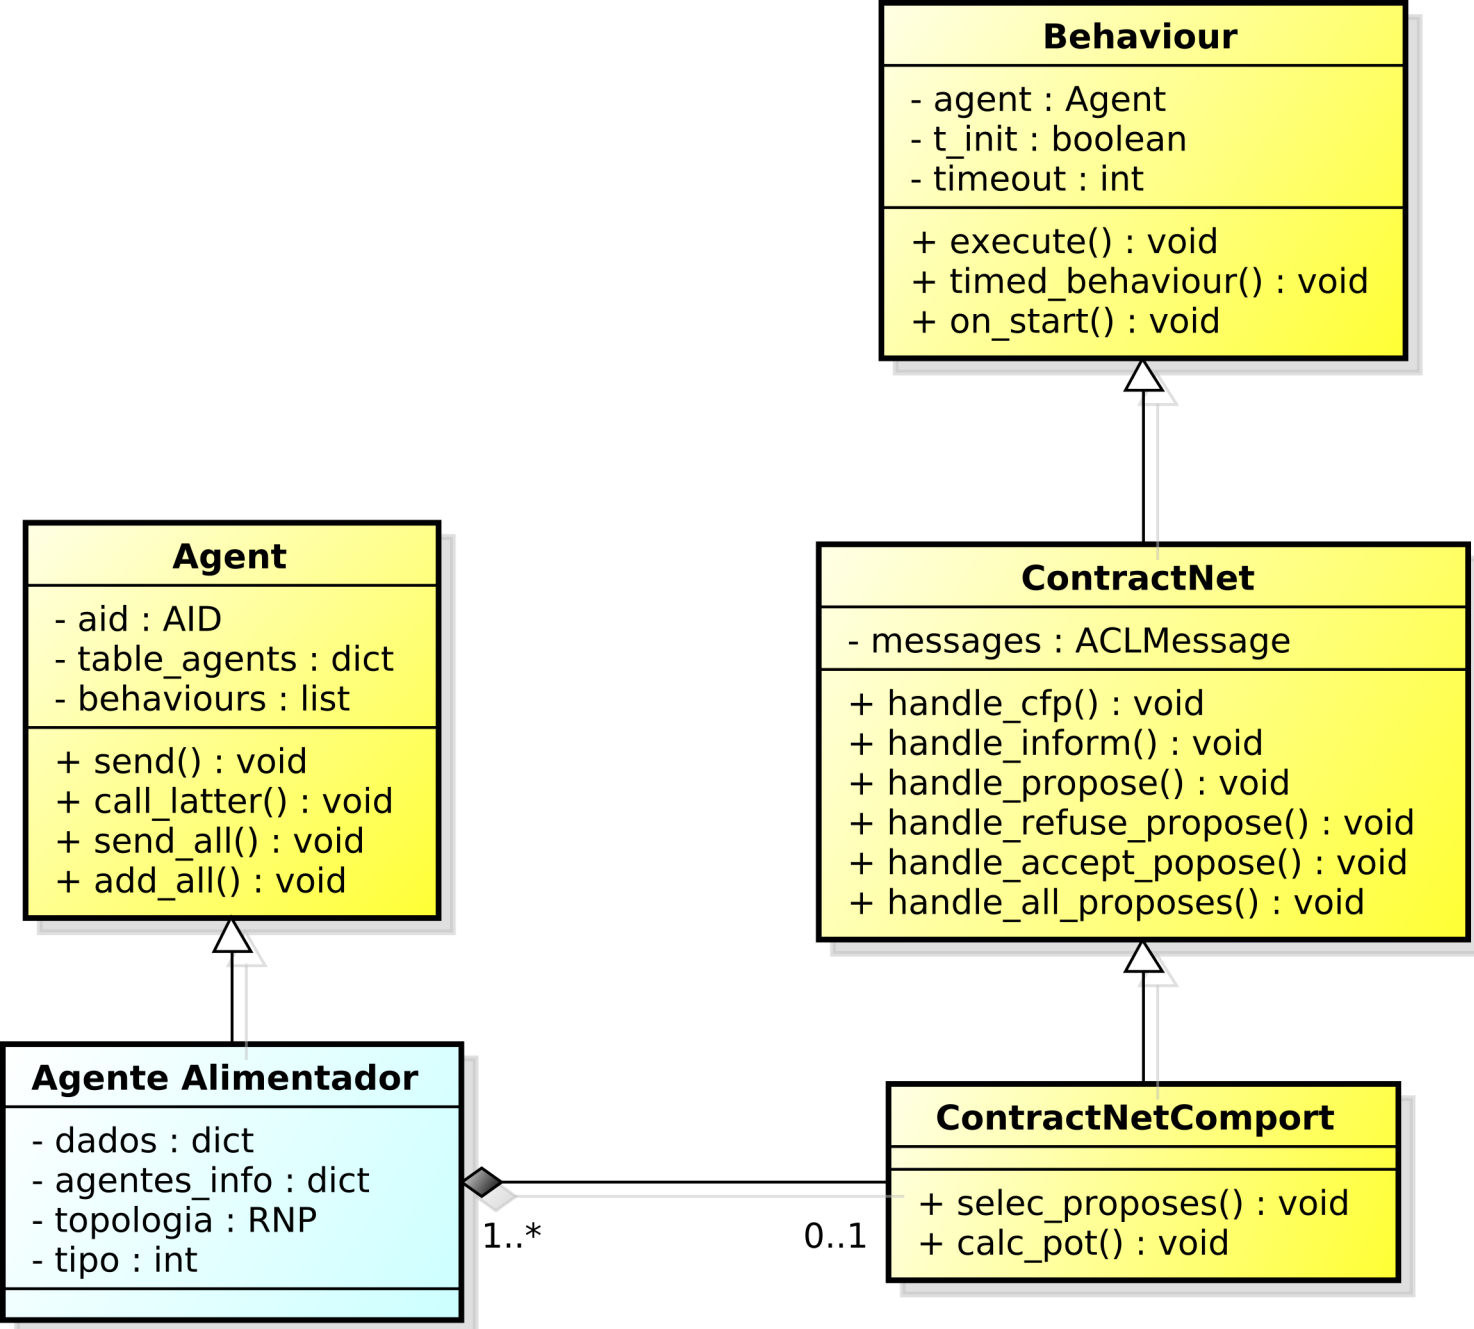 Behaviour
- agent : Agent
- t_init : boolean
- timeout : int
+ execute() : void
+ timed_behaviour() : void
+ on_start() : void
Agent
- aid : AID
- table_agents : dict
- behaviours : list
+ send() : void
+ call_latter() : void
+ send_all() : void
+ add_all() : void
ContractNet
- messages : ACLMessage
+ handle_cfp() : void
+ handle_inform() : void
+ handle_propose() : void
+ handle_refuse_propose() : void
+ handle_accept_popose() : void
+ handle_all_proposes() : void
Agente Alimentador
- dados : dict
- agentes_info : dict
- topologia : RNP
- tipo : int
1..*
0..1
ContractNetComport
+ selec_proposes() : void
+ calc_pot() : void